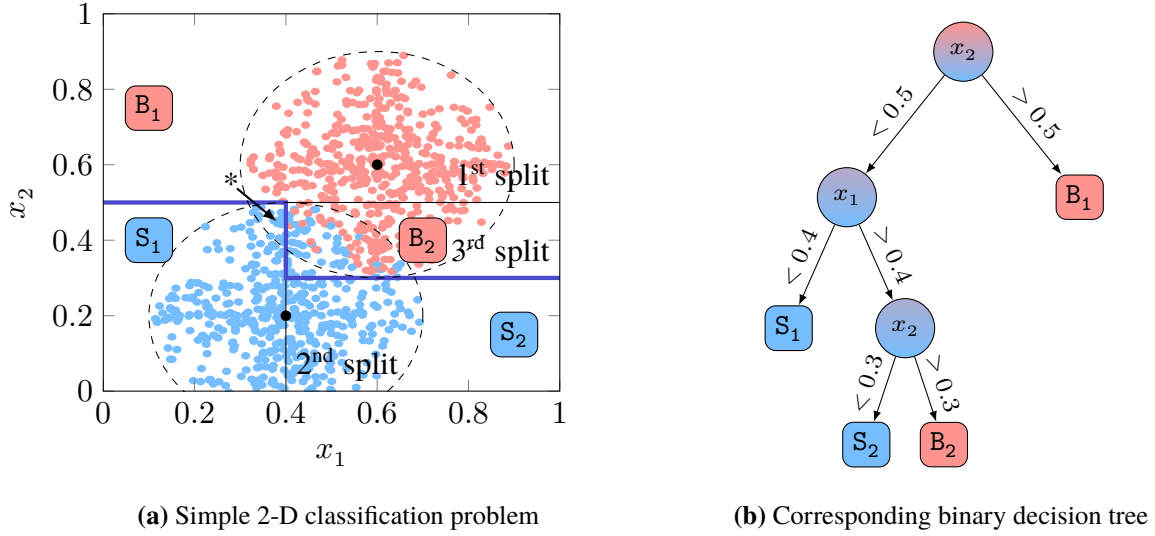 1
0.8
0.6
0.4
0.2
0
x₂
B₁
*
1ˢᵗ split
S₁
B₂
3ʳᵈ split
S₂
2ⁿᵈ split
0 0.2 0.4 0.6 0.8 1
x₁
(a) Simple 2-D classification problem
x₂
< 0.5
> 0.5
x₁
B₁
< 0.4
> 0.4
S₁
x₂
< 0.3
> 0.3
S₂
B₂
(b) Corresponding binary decision tree